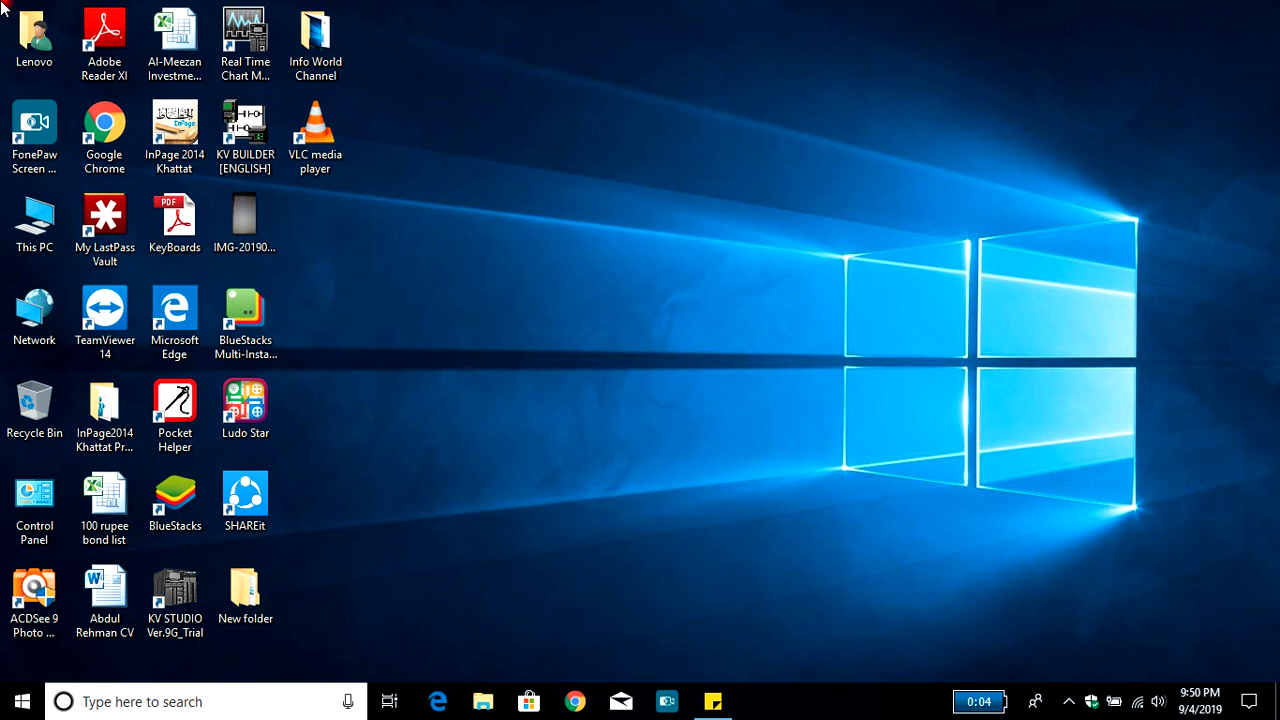 Lenovo
Adobe
Reader XI
Al-Meezan
Investme...
Real Time
Chart M...
Info World
Channel
FonePaw
Screen ...
Google
Chrome
InPage
InPage 2014
Khattat
KV BUILDER
[ENGLISH]
VLC media
player
This PC
My LastPass
Vault
PDF
KeyBoards
IMG-20190...
Network
TeamViewer
14
Microsoft
Edge
BlueStacks
Multi-Insta...
Recycle Bin
InPage2014
Khattat Pr...
Pocket
Helper
Ludo Star
Control
Panel
100 rupee
bond list
BlueStacks
SHAREit
ACDSee 9
Photo ...
Abdul
Rehman CV
KV STUDIO
Ver.9G_Trial
New folder
Type here to search
0:04
9:50 PM
9/4/2019